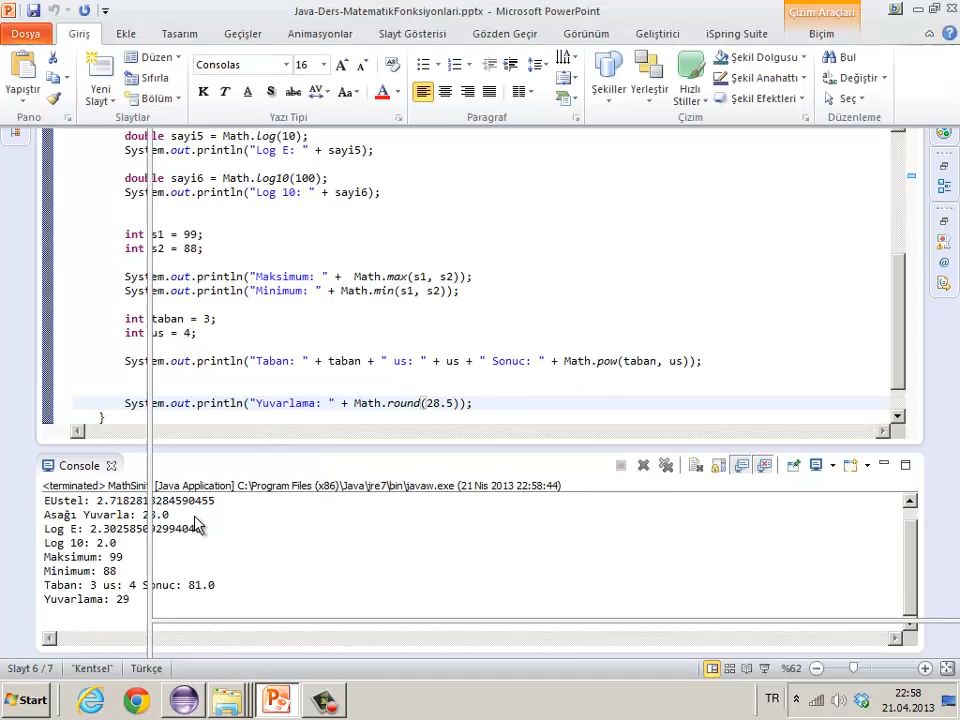 Java-Ders-MatematikFonksiyonlari.pptx - Microsoft PowerPoint
Çizim Araçları
Dosya Giriş Ekle Tasarım Geçişler Animasyonlar Slayt Gösterisi Gözden Geçir Görünüm Geliştirici iSpring Suite Biçim
Yapıştır
Pano
Yeni Slayt
Düzen
Sıfırla
Bölüm
Slaytlar
Consolas 16
Yazı Tipi
Paragraf
Şekiller Yerleştir Hızlı Stiller
Şekil Dolgusu
Şekil Anahattı
Şekil Efektleri
Çizim
Bul
Değiştir
Seç
Düzenleme
double sayi5 = Math.log(10);
System.out.println("Log E: " + sayi5);
double sayi6 = Math.log10(100);
System.out.println("Log 10: " + sayi6);
int s1 = 99;
int s2 = 88;
System.out.println("Maksimum: " + Math.max(s1, s2));
System.out.println("Minimum: " + Math.min(s1, s2));
int taban = 3;
int us = 4;
System.out.println("Taban: " + taban + " us: " + us + " Sonuc: " + Math.pow(taban, us));
System.out.println("Yuvarlama: " + Math.round(28.5));
}
Console
<terminated> MathSini [Java Application] C:\Program Files (x86)\Java\jre7\bin\javaw.exe (21 Nis 2013 22:58:44)
EUstel: 2.7182818284590455
Asağı Yuvarla: 28.0
Log E:
Log 10: 2.0
Maksimum: 99
Minimum: 88
Taban: 3 us: 4 Sonuc: 81.0
Yuvarlama: 29
Slayt 6 / 7 "Kentsel" Türkçe %62
Start TR 22:58
21.04.2013